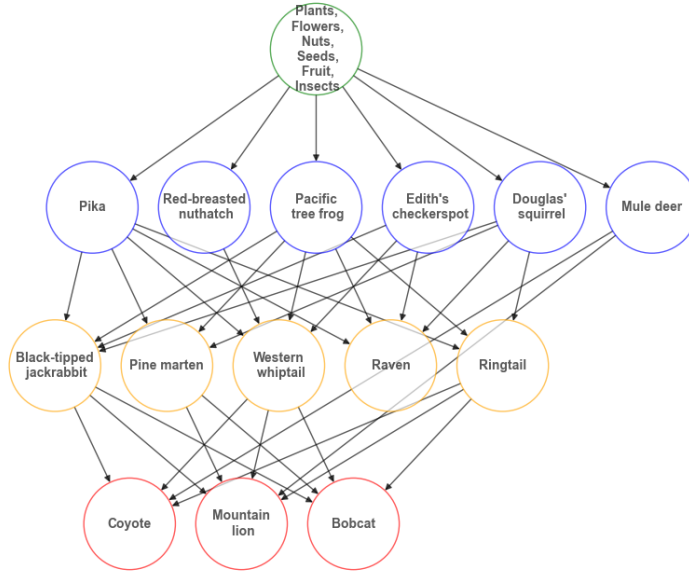 Plants,
Flowers,
Nuts,
Seeds,
Fruit,
Insects
Pika
Red-breasted
nuthatch
Pacific
tree frog
Edith's
checkerspot
Douglas'
squirrel
Mule deer
Black-tipped
jackrabbit
Pine marten
Western
whiptail
Raven
Ringtail
Coyote
Mountain
lion
Bobcat